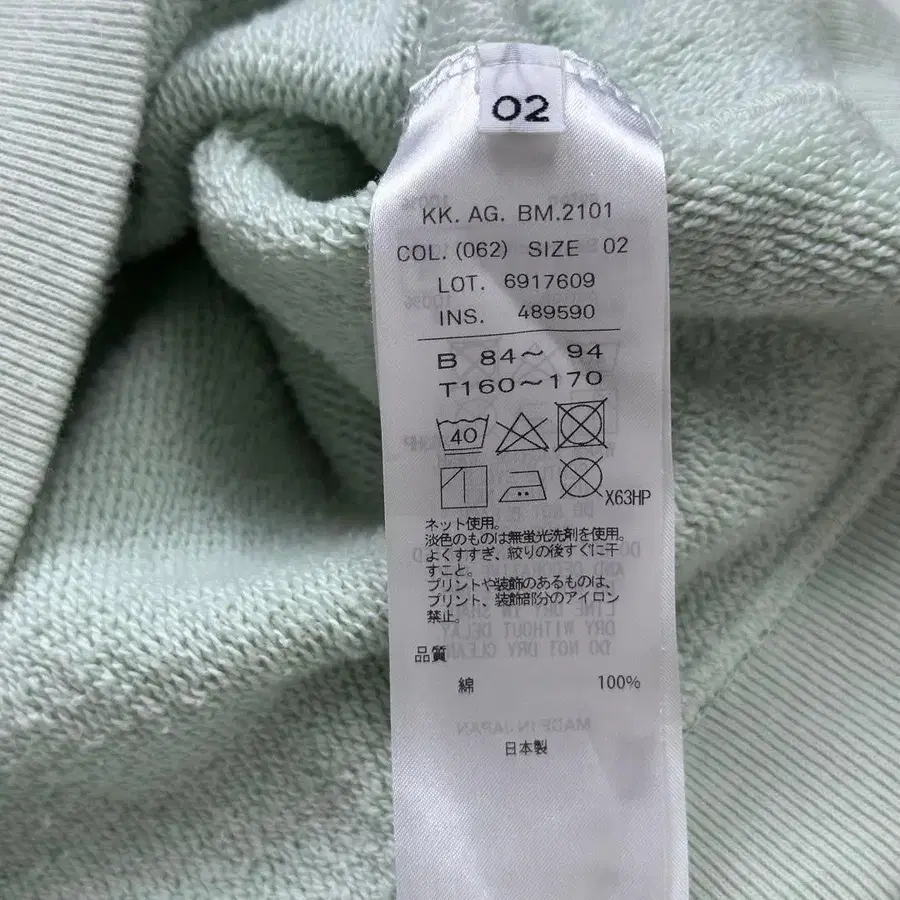 02
KK. AG. BM.2101
COL. (062) SIZE 02
LOT. 6917609
INS. 489590
B 84～ 94
T160～170
40
X63HP
ネット使用。
淡色のものは無蛍光洗剤を使用。
よくすすぎ、絞りの後すぐに干
すこと。
プリントや装飾のあるものは、
プリント、装飾部分のアイロン
禁止。
品質
綿 100%
日本製